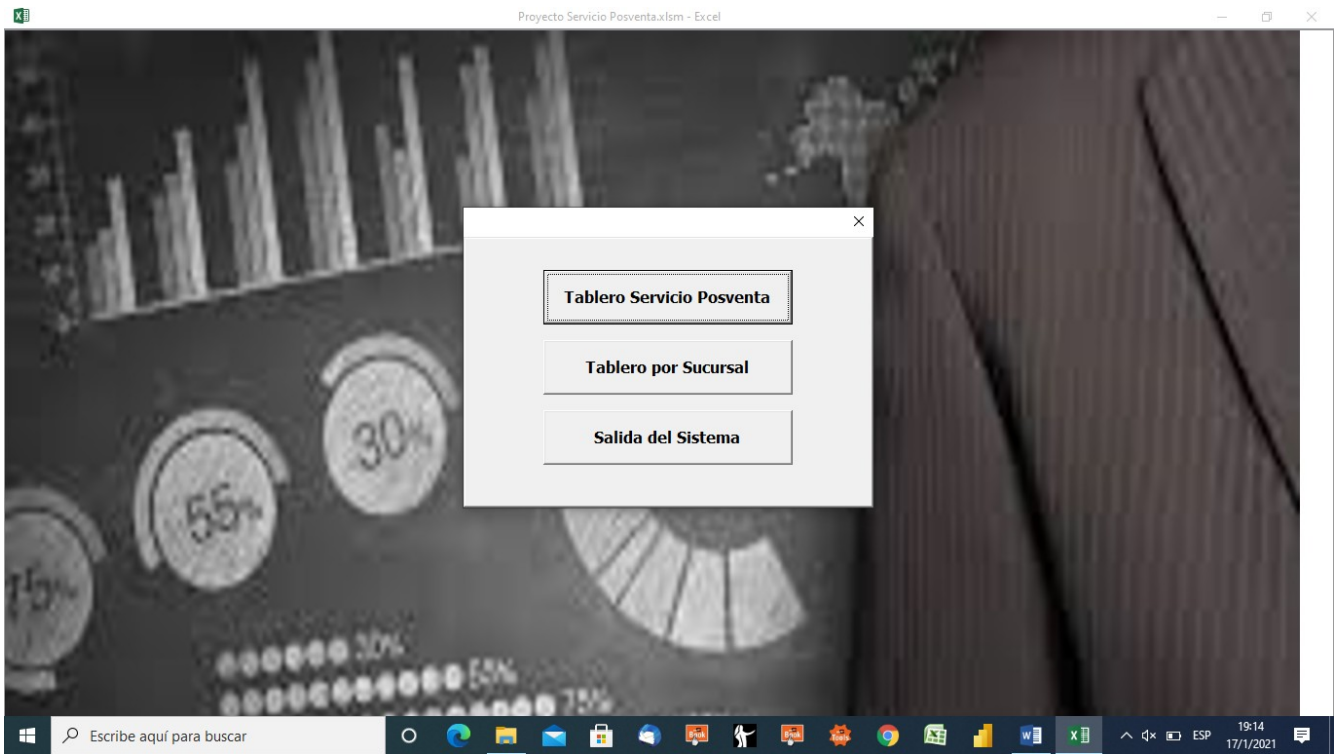 Proyecto Servicio Posventa.xlsm - Excel
Tablero Servicio Posventa
Tablero por Sucursal
Salida del Sistema
30%
55%
15%
30%
55%
75%
Escribe aquí para buscar
ESP
19:14
17/1/2021